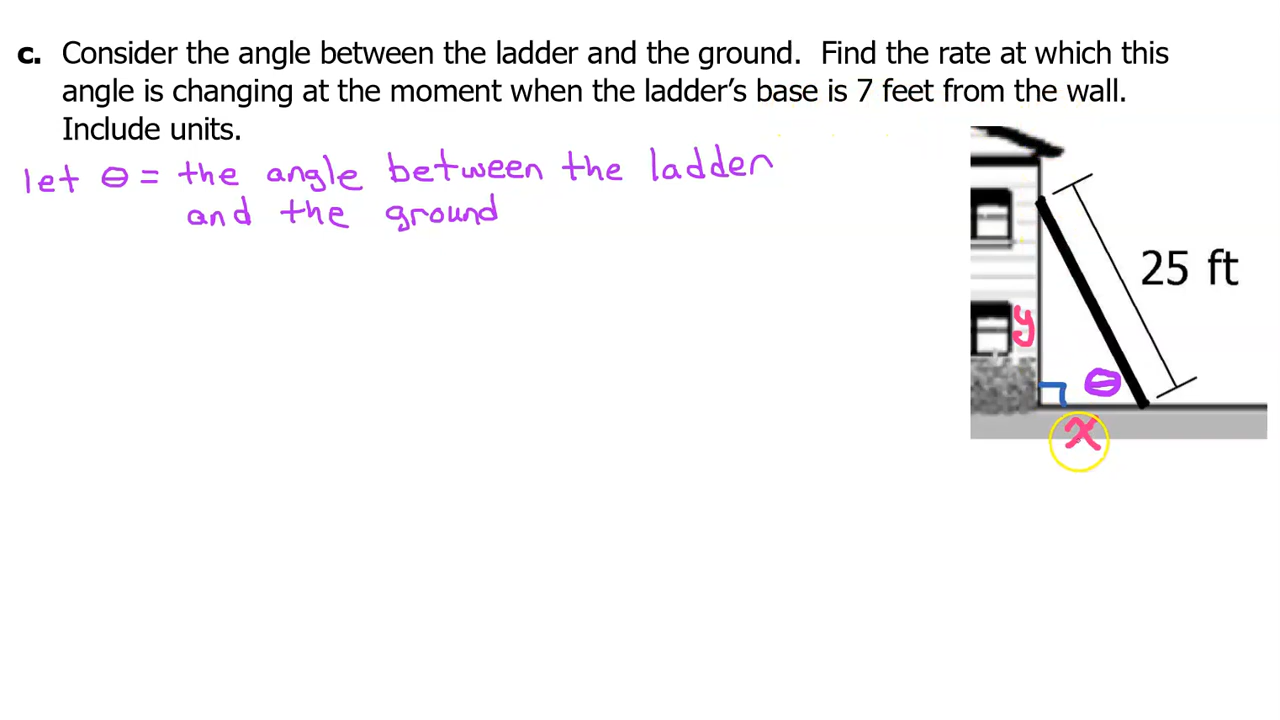 c. Consider the angle between the ladder and the ground. Find the rate at which this
angle is changing at the moment when the ladder’s base is 7 feet from the wall.
Include units.
let θ = the angle between the ladder
and the ground
25 ft
y
θ
x